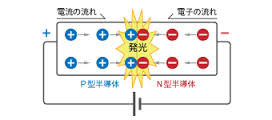 電流の流れ 電子の流れ
+ −
+ + + − − −
発光
+ + + − − −
P型半導体 N型半導体